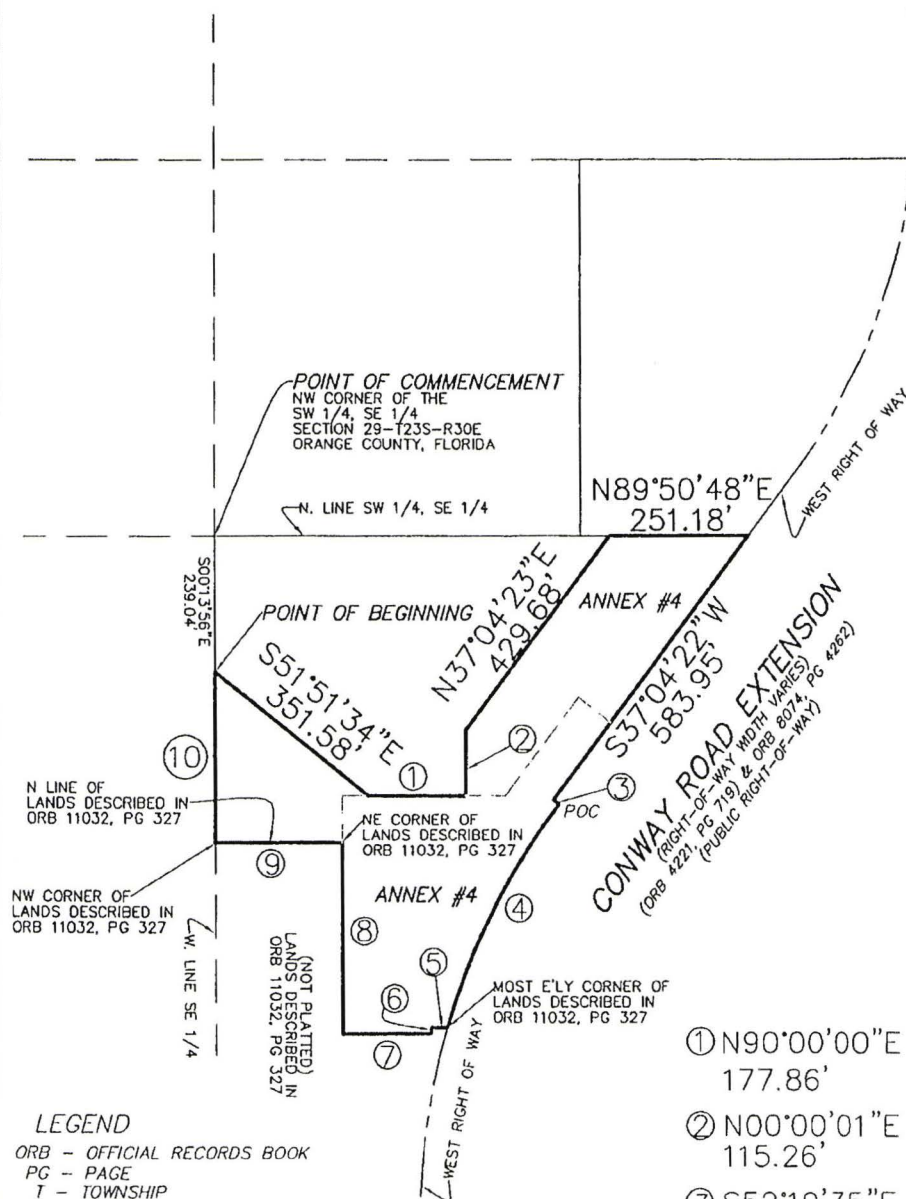 POINT OF COMMENCEMENT
NW CORNER OF THE
SW 1/4, SE 1/4
SECTION 29-T23S-R30E
ORANGE COUNTY, FLORIDA
WEST RIGHT OF WAY
N89°50'48"E
251.18'
N. LINE SW 1/4, SE 1/4
S00°13'56"E
239.04'
POINT OF BEGINNING
S51°51'34"E
351.58'
N37°04'23"E
429.68'
ANNEX #4
S37°04'22"W
583.95'
CONWAY ROAD EXTENSION
(RIGHT-OF-WAY WIDTH VARIES)
(ORB 4221, PG 719) & ORB 8074, PG 4262)
(PUBLIC RIGHT-OF-WAY)
10
1
2
3
POC
N LINE OF
LANDS DESCRIBED IN
ORB 11032, PG 327
NE CORNER OF
LANDS DESCRIBED IN
ORB 11032, PG 327
9
NW CORNER OF
LANDS DESCRIBED IN
ORB 11032, PG 327
ANNEX #4
8
4
5
6
7
W. LINE SE 1/4
(NOT PLATTED)
LANDS DESCRIBED IN
ORB 11032, PG 327
MOST E'LY CORNER OF
LANDS DESCRIBED IN
ORB 11032, PG 327
WEST RIGHT OF WAY
1 N90°00'00"E
177.86'
2 N00°00'01"E
115.26'
LEGEND
ORB - OFFICIAL RECORDS BOOK
PG - PAGE
T - TOWNSHIP